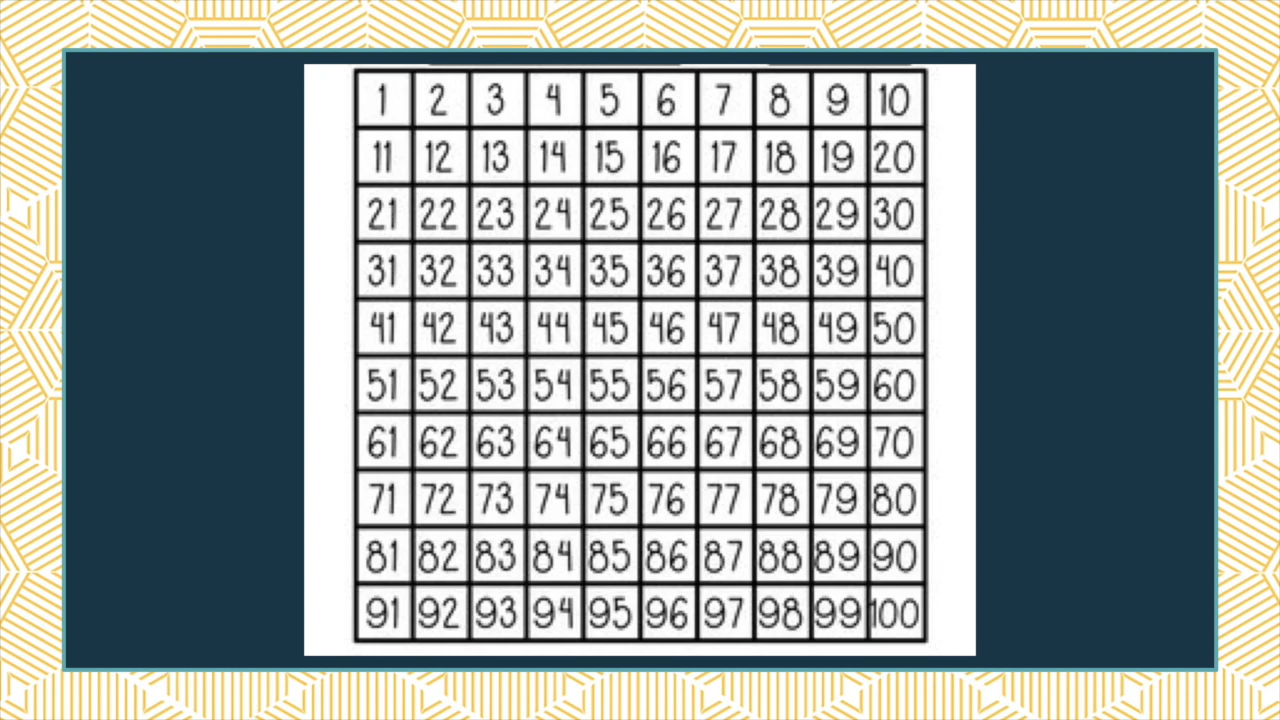 1 2 3 4 5 6 7 8 9 10
11 12 13 14 15 16 17 18 19 20
21 22 23 24 25 26 27 28 29 30
31 32 33 34 35 36 37 38 39 40
41 42 43 44 45 46 47 48 49 50
51 52 53 54 55 56 57 58 59 60
61 62 63 64 65 66 67 68 69 70
71 72 73 74 75 76 77 78 79 80
81 82 83 84 85 86 87 88 89 90
91 92 93 94 95 96 97 98 99 100